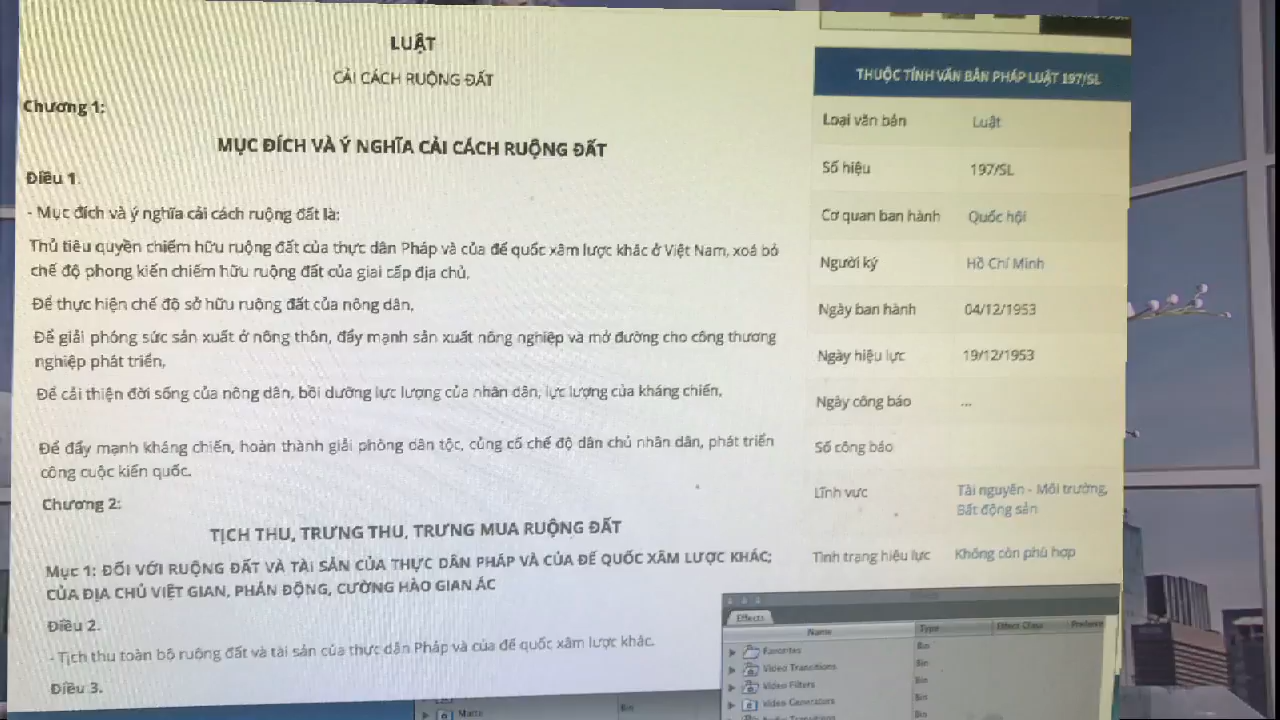 LUẬT
CẢI CÁCH RUỘNG ĐẤT
Chương 1:
MỤC ĐÍCH VÀ Ý NGHĨA CẢI CÁCH RUỘNG ĐẤT
Điều 1.
- Mục đích và ý nghĩa cải cách ruộng đất là:
Thủ tiêu quyền chiếm hữu ruộng đất của thực dân Pháp và của đế quốc xâm lược khác ở Việt Nam, xoá bỏ
chế độ phong kiến chiếm hữu ruộng đất của giai cấp địa chủ,
Để thực hiện chế độ sở hữu ruộng đất của nông dân,
Để giải phóng sức sản xuất ở nông thôn, đẩy mạnh sản xuất nông nghiệp và mở đường cho công thương
nghiệp phát triển,
Để cải thiện đời sống của nông dân, bồi dưỡng lực lượng của nhân dân, lực lượng của kháng chiến,
Để đẩy mạnh kháng chiến, hoàn thành giải phòng dân tộc, củng cố chế độ dân chủ nhân dân, phát triển
công cuộc kiến quốc.
Chương 2:
TỊCH THU, TRƯNG THU, TRƯNG MUA RUỘNG ĐẤT
Mục 1: ĐỐI VỚI RUỘNG ĐẤT VÀ TÀI SẢN CỦA THỰC DÂN PHÁP VÀ CỦA ĐẾ QUỐC XÂM LƯỢC KHÁC;
CỦA ĐỊA CHỦ VIỆT GIAN, PHẢN ĐỘNG, CƯỜNG HÀO GIAN ÁC
Điều 2.
- Tịch thu toàn bộ ruộng đất và tài sản của thực dân Pháp và của đế quốc xâm lược khác.
Điều 3.
THUỘC TÍNH VĂN BẢN PHÁP LUẬT 197/SL
Loại văn bản Luật
Số hiệu 197/SL
Cơ quan ban hành Quốc hội
Người ký Hồ Chí Minh
Ngày ban hành 04/12/1953
Ngày hiệu lực 19/12/1953
Ngày công báo ...
Số công báo
Lĩnh vực Tài nguyên - Môi trường,
Bất động sản
Tình trạng hiệu lực Không còn phù hợp
Effects
Name Type
Favorites Bin
Video Transitions Bin
Video Filters Bin
Video Generators Bin
Matte Bin